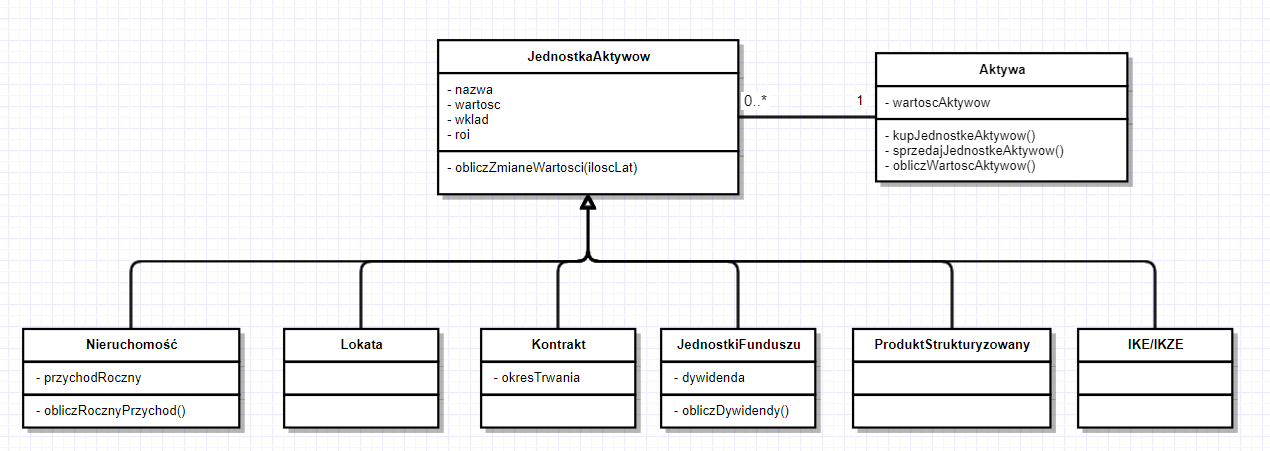 JednostkaAktywow
- nazwa
- wartosc
- wklad
- roi
- obliczZmianeWartosci(iloscLat)
0..*
1
Aktywa
- wartoscAktywow
- kupJednostkeAktywow()
- sprzedajJednostkeAktywow()
- obliczWartoscAktywow()
Nieruchomość
- przychodRoczny
- obliczRocznyPrzychod()
Lokata
Kontrakt
- okresTrwania
JednostkiFunduszu
- dywidenda
- obliczDywidendy()
ProduktStrukturyzowany
IKE/IKZE